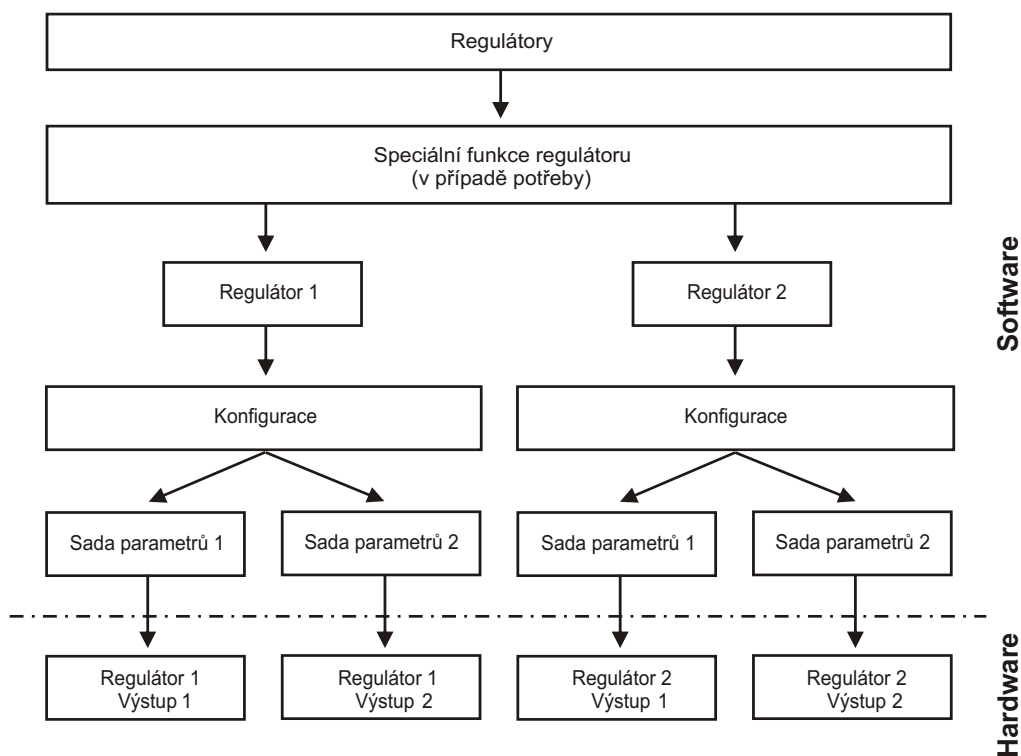 Regulátory
Speciální funkce regulátoru
(v případě potřeby)
Regulátor 1
Regulátor 2
Software
Konfigurace
Konfigurace
Sada parametrů 1
Sada parametrů 2
Sada parametrů 1
Sada parametrů 2
Regulátor 1
Výstup 1
Regulátor 1
Výstup 2
Regulátor 2
Výstup 1
Regulátor 2
Výstup 2
Hardware